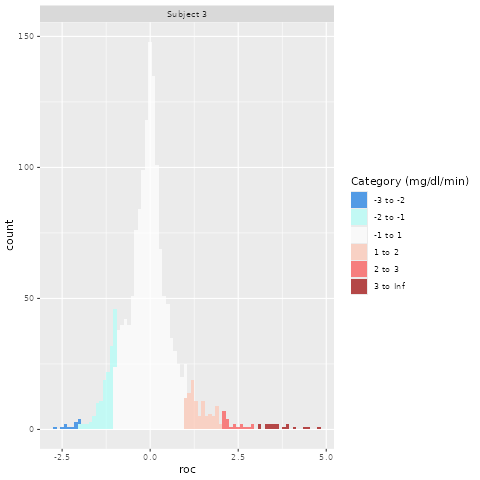 Subject 3
150
100
50
0
count
-2.5
0.0
2.5
5.0
roc
Category (mg/dl/min)
-3 to -2
-2 to -1
-1 to 1
1 to 2
2 to 3
3 to Inf